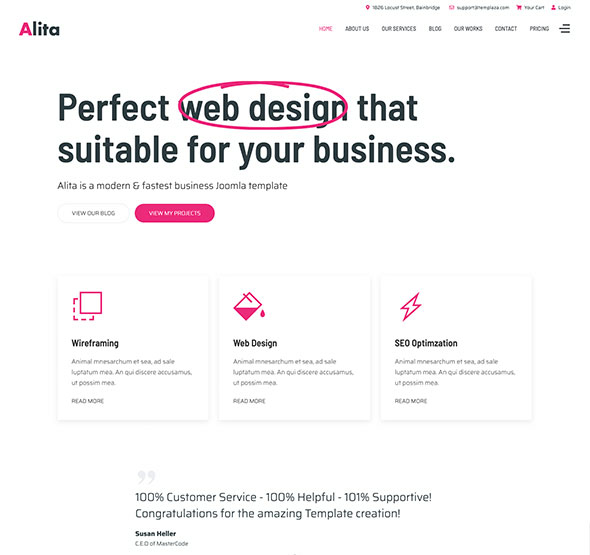 1806 Locust Street, Bainbridge support@templaza.com Your Cart Login
Alita
HOME ABOUT US OUR SERVICES BLOG OUR WORKS CONTACT PRICING
Perfect web design that
suitable for your business.
Alita is a modern & fastest business Joomla template
VIEW OUR BLOG VIEW MY PROJECTS
Wireframing
Animal mnesarchum et sea, ad sale
luptatum mea. An qui discere accusamus,
ut possim mea.
READ MORE
Web Design
Animal mnesarchum et sea, ad sale
luptatum mea. An qui discere accusamus,
ut possim mea.
READ MORE
SEO Optimzation
Animal mnesarchum et sea, ad sale
luptatum mea. An qui discere accusamus,
ut possim mea.
READ MORE
100% Customer Service - 100% Helpful - 101% Supportive!
Congratulations for the amazing Template creation!
Susan Heller
C.E.O of MasterCode